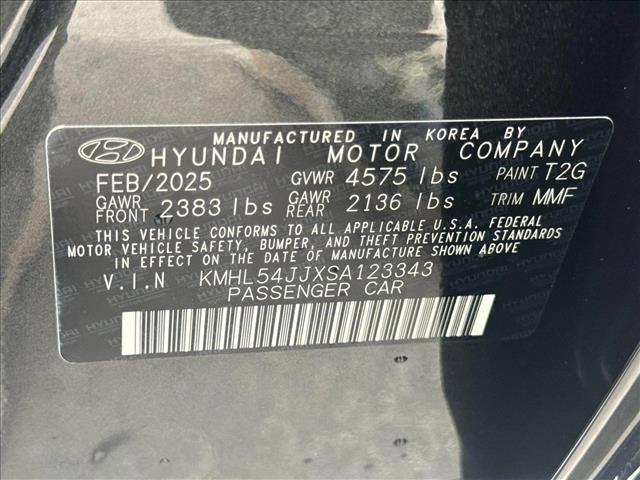 MANUFACTURED IN KOREA BY
HYUNDAI MOTOR COMPANY
FEB/2025 GVWR 4575 lbs PAINT T2G
GAWR FRONT 2383 lbs GAWR REAR 2136 lbs TRIM MMF
THIS VEHICLE CONFORMS TO ALL APPLICABLE U.S.A. FEDERAL
MOTOR VEHICLE SAFETY, BUMPER, AND THEFT PREVENTION STANDARDS
IN EFFECT ON THE DATE OF MANUFACTURE SHOWN ABOVE
V.I.N KMHL54JJXSA123343
PASSENGER CAR